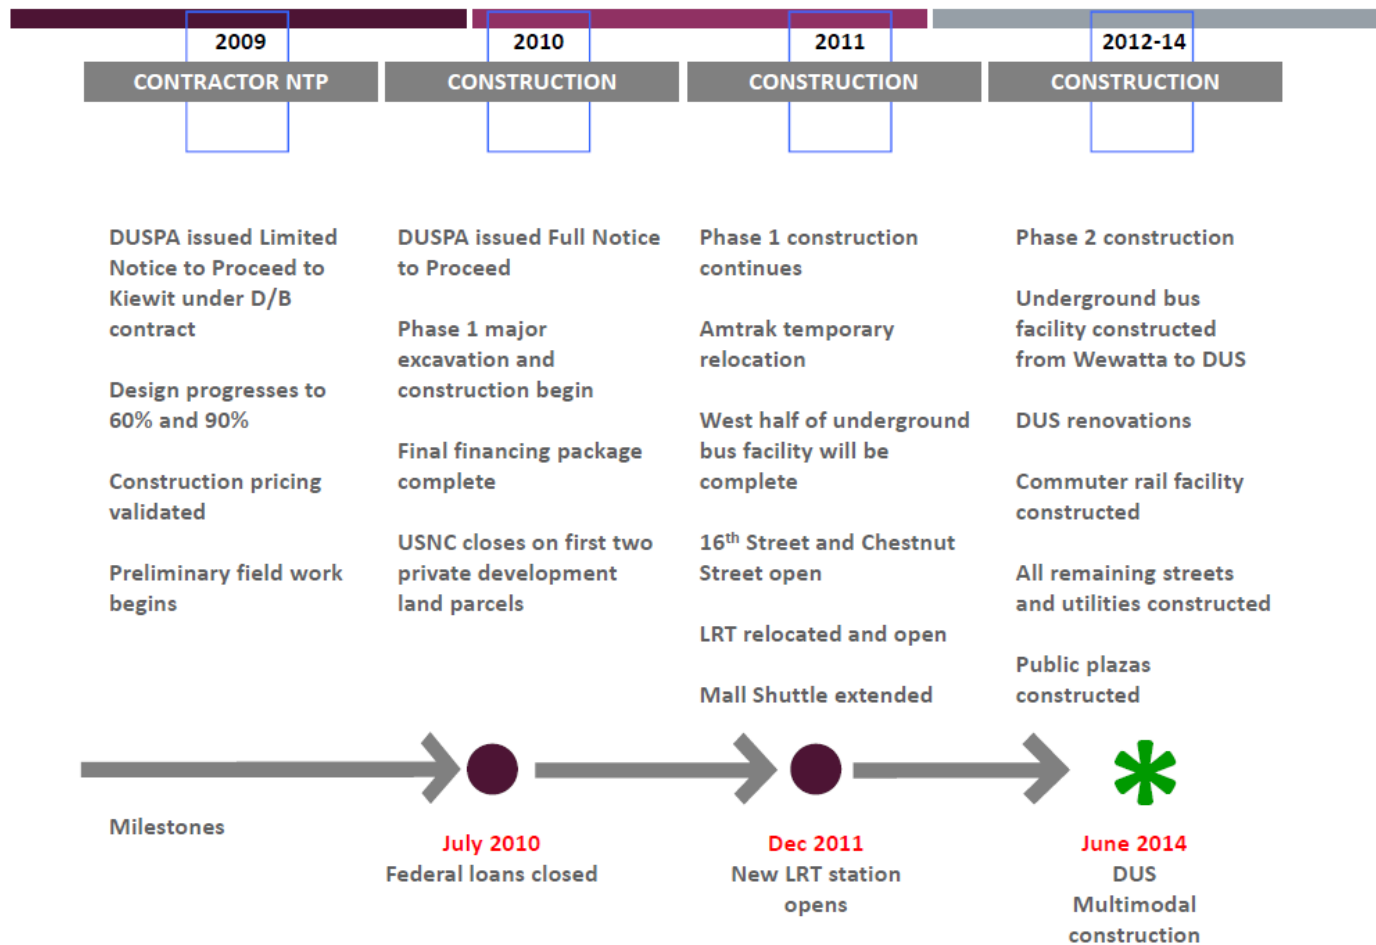 2009
CONTRACTOR NTP
DUSPA issued Limited
Notice to Proceed to
Kiewit under D/B
contract
Design progresses to
60% and 90%
Construction pricing
validated
Preliminary field work
begins
2010
CONSTRUCTION
DUSPA issued Full Notice
to Proceed
Phase 1 major
excavation and
construction begin
Final financing package
complete
USNC closes on first two
private development
land parcels
2011
CONSTRUCTION
Phase 1 construction
continues
Amtrak temporary
relocation
West half of underground
bus facility will be
complete
16th Street and Chestnut
Street open
LRT relocated and open
Mall Shuttle extended
2012-14
CONSTRUCTION
Phase 2 construction
Underground bus
facility constructed
from Wewatta to DUS
DUS renovations
Commuter rail facility
constructed
All remaining streets
and utilities constructed
Public plazas
constructed
Milestones
July 2010
Federal loans closed
Dec 2011
New LRT station
opens
June 2014
DUS
Multimodal
construction